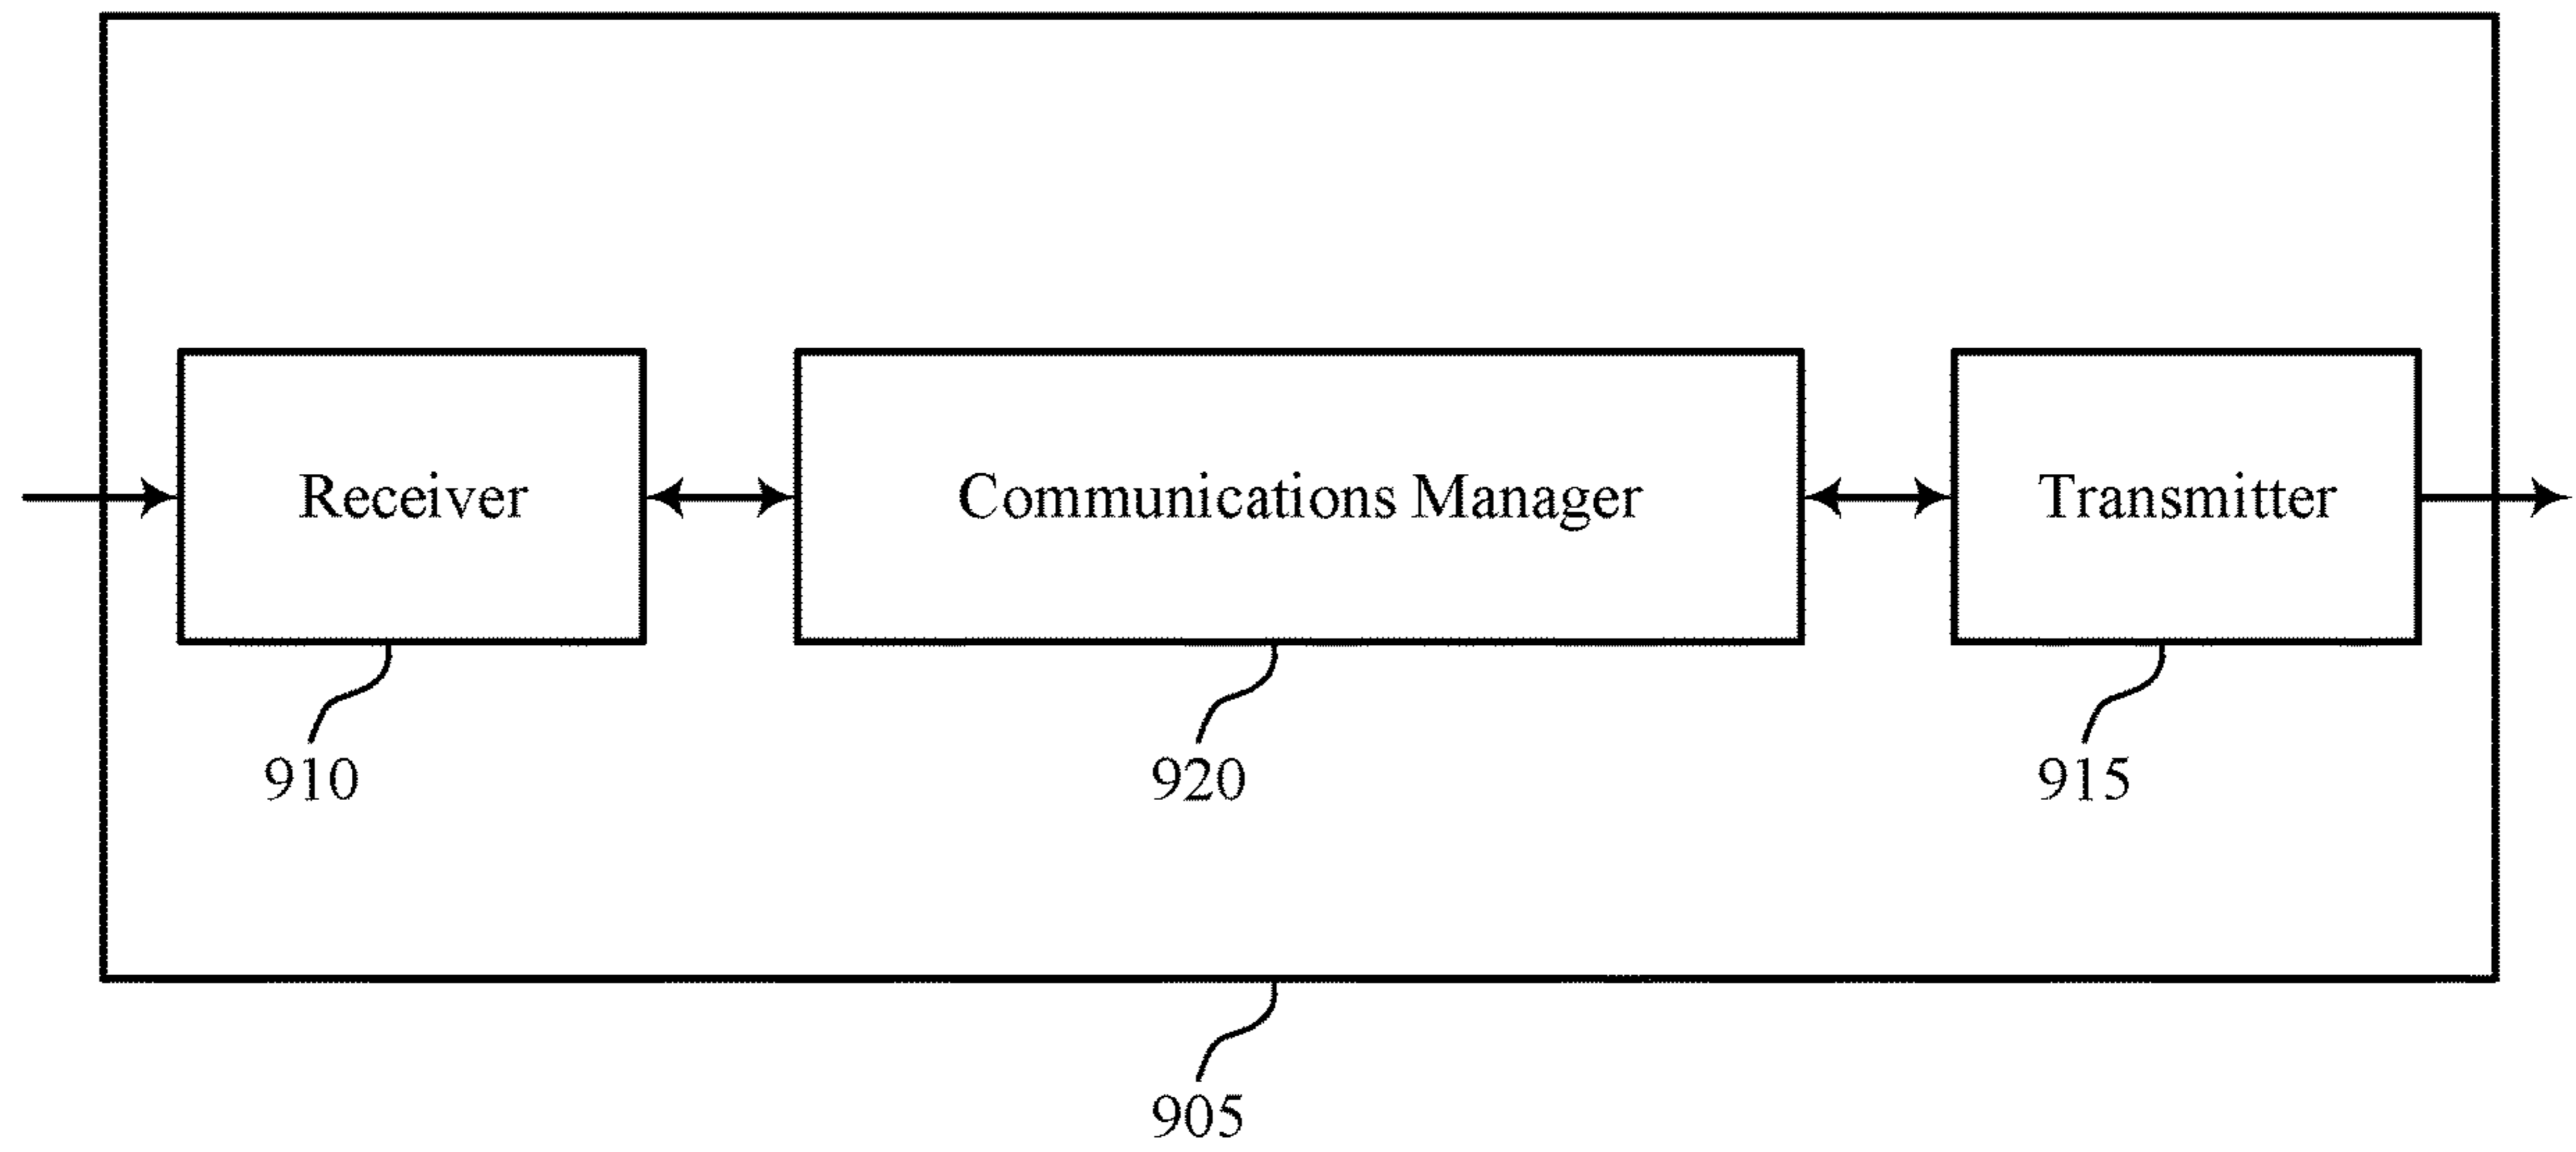 Receiver
Communications Manager
Transmitter
910
920
915
905